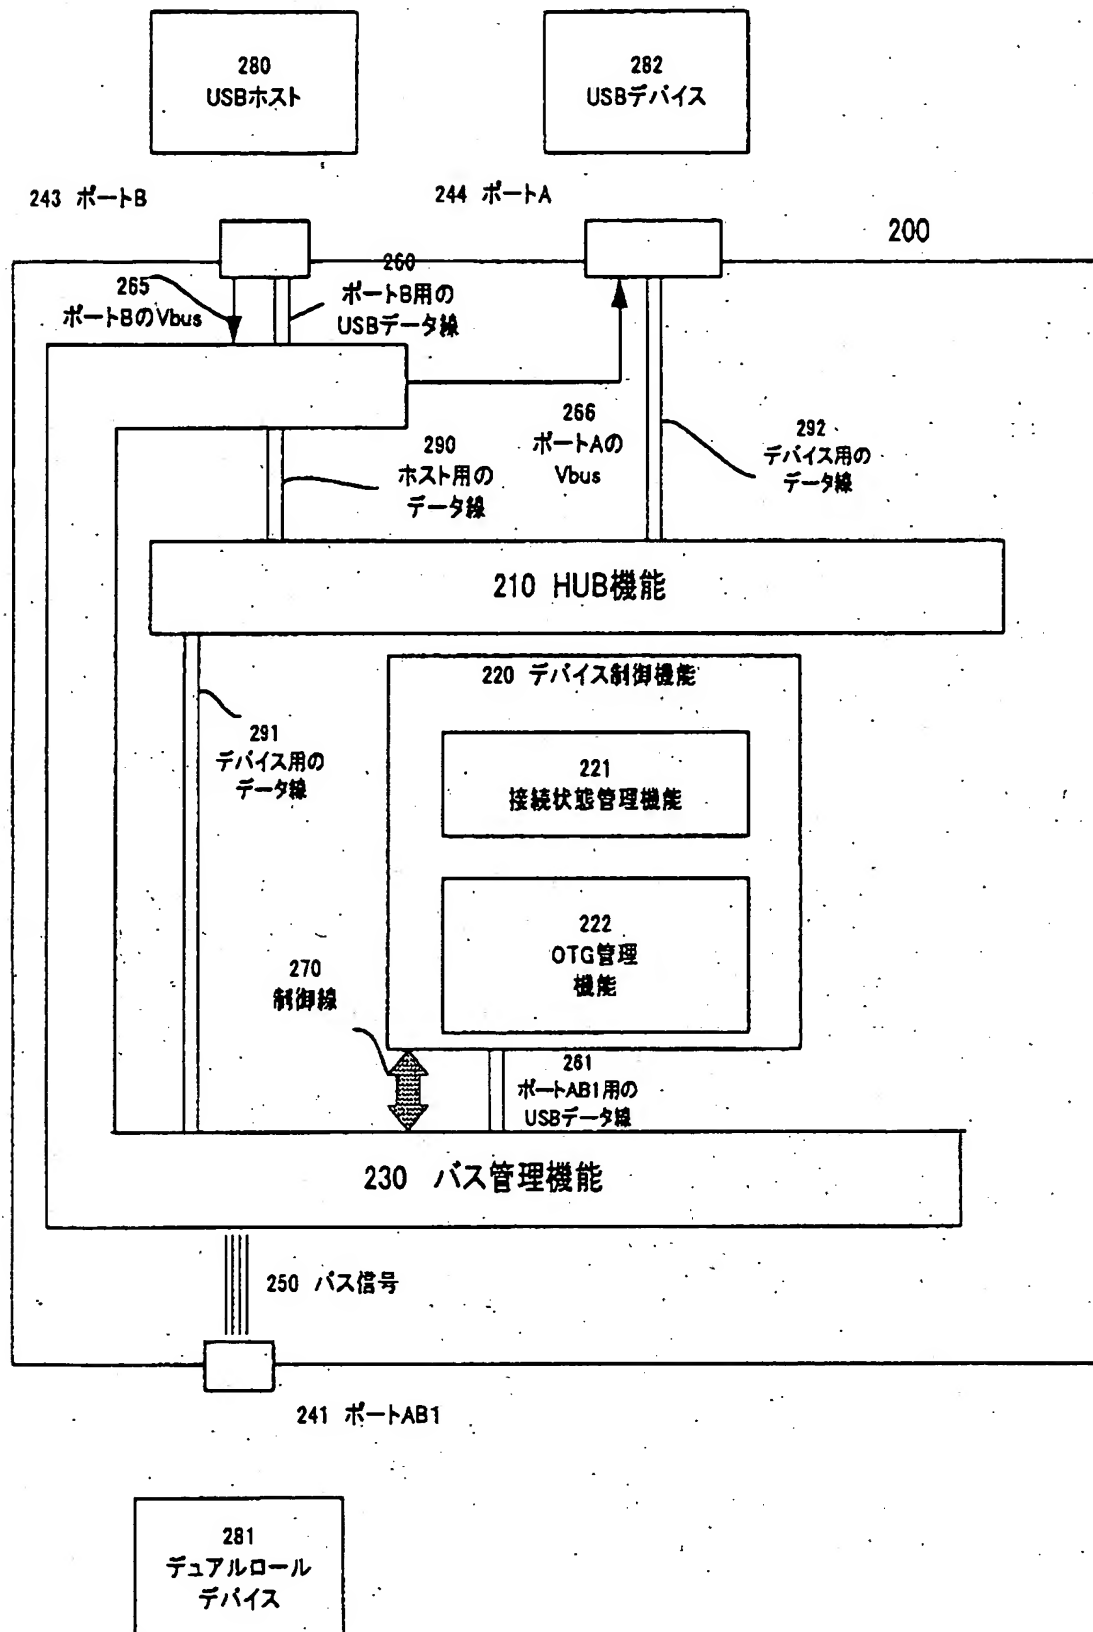 280
USBホスト
282
USBデバイス
243 ポートB
244 ポートA
200
265
ポートBのVbus
260
ポートB用の
USBデータ線
290
ホスト用の
データ線
266
ポートAの
Vbus
292
デバイス用の
データ線
210 HUB機能
220 デバイス制御機能
291
デバイス用の
データ線
221
接続状態管理機能
222
OTG管理
機能
270
制御線
261
ポートAB1用の
USBデータ線
230 バス管理機能
250 バス信号
241 ポートAB1
281
デュアルロール
デバイス